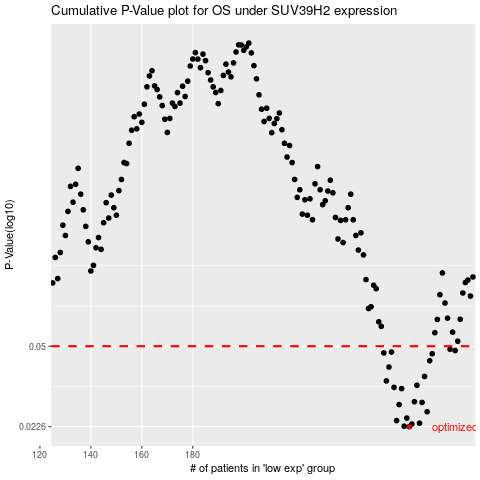 Cumulative P-Value plot for OS under SUV39H2 expression
P-Value(log10)
0.05
0.0226
optimized
120 140 160 180
# of patients in 'low exp' group